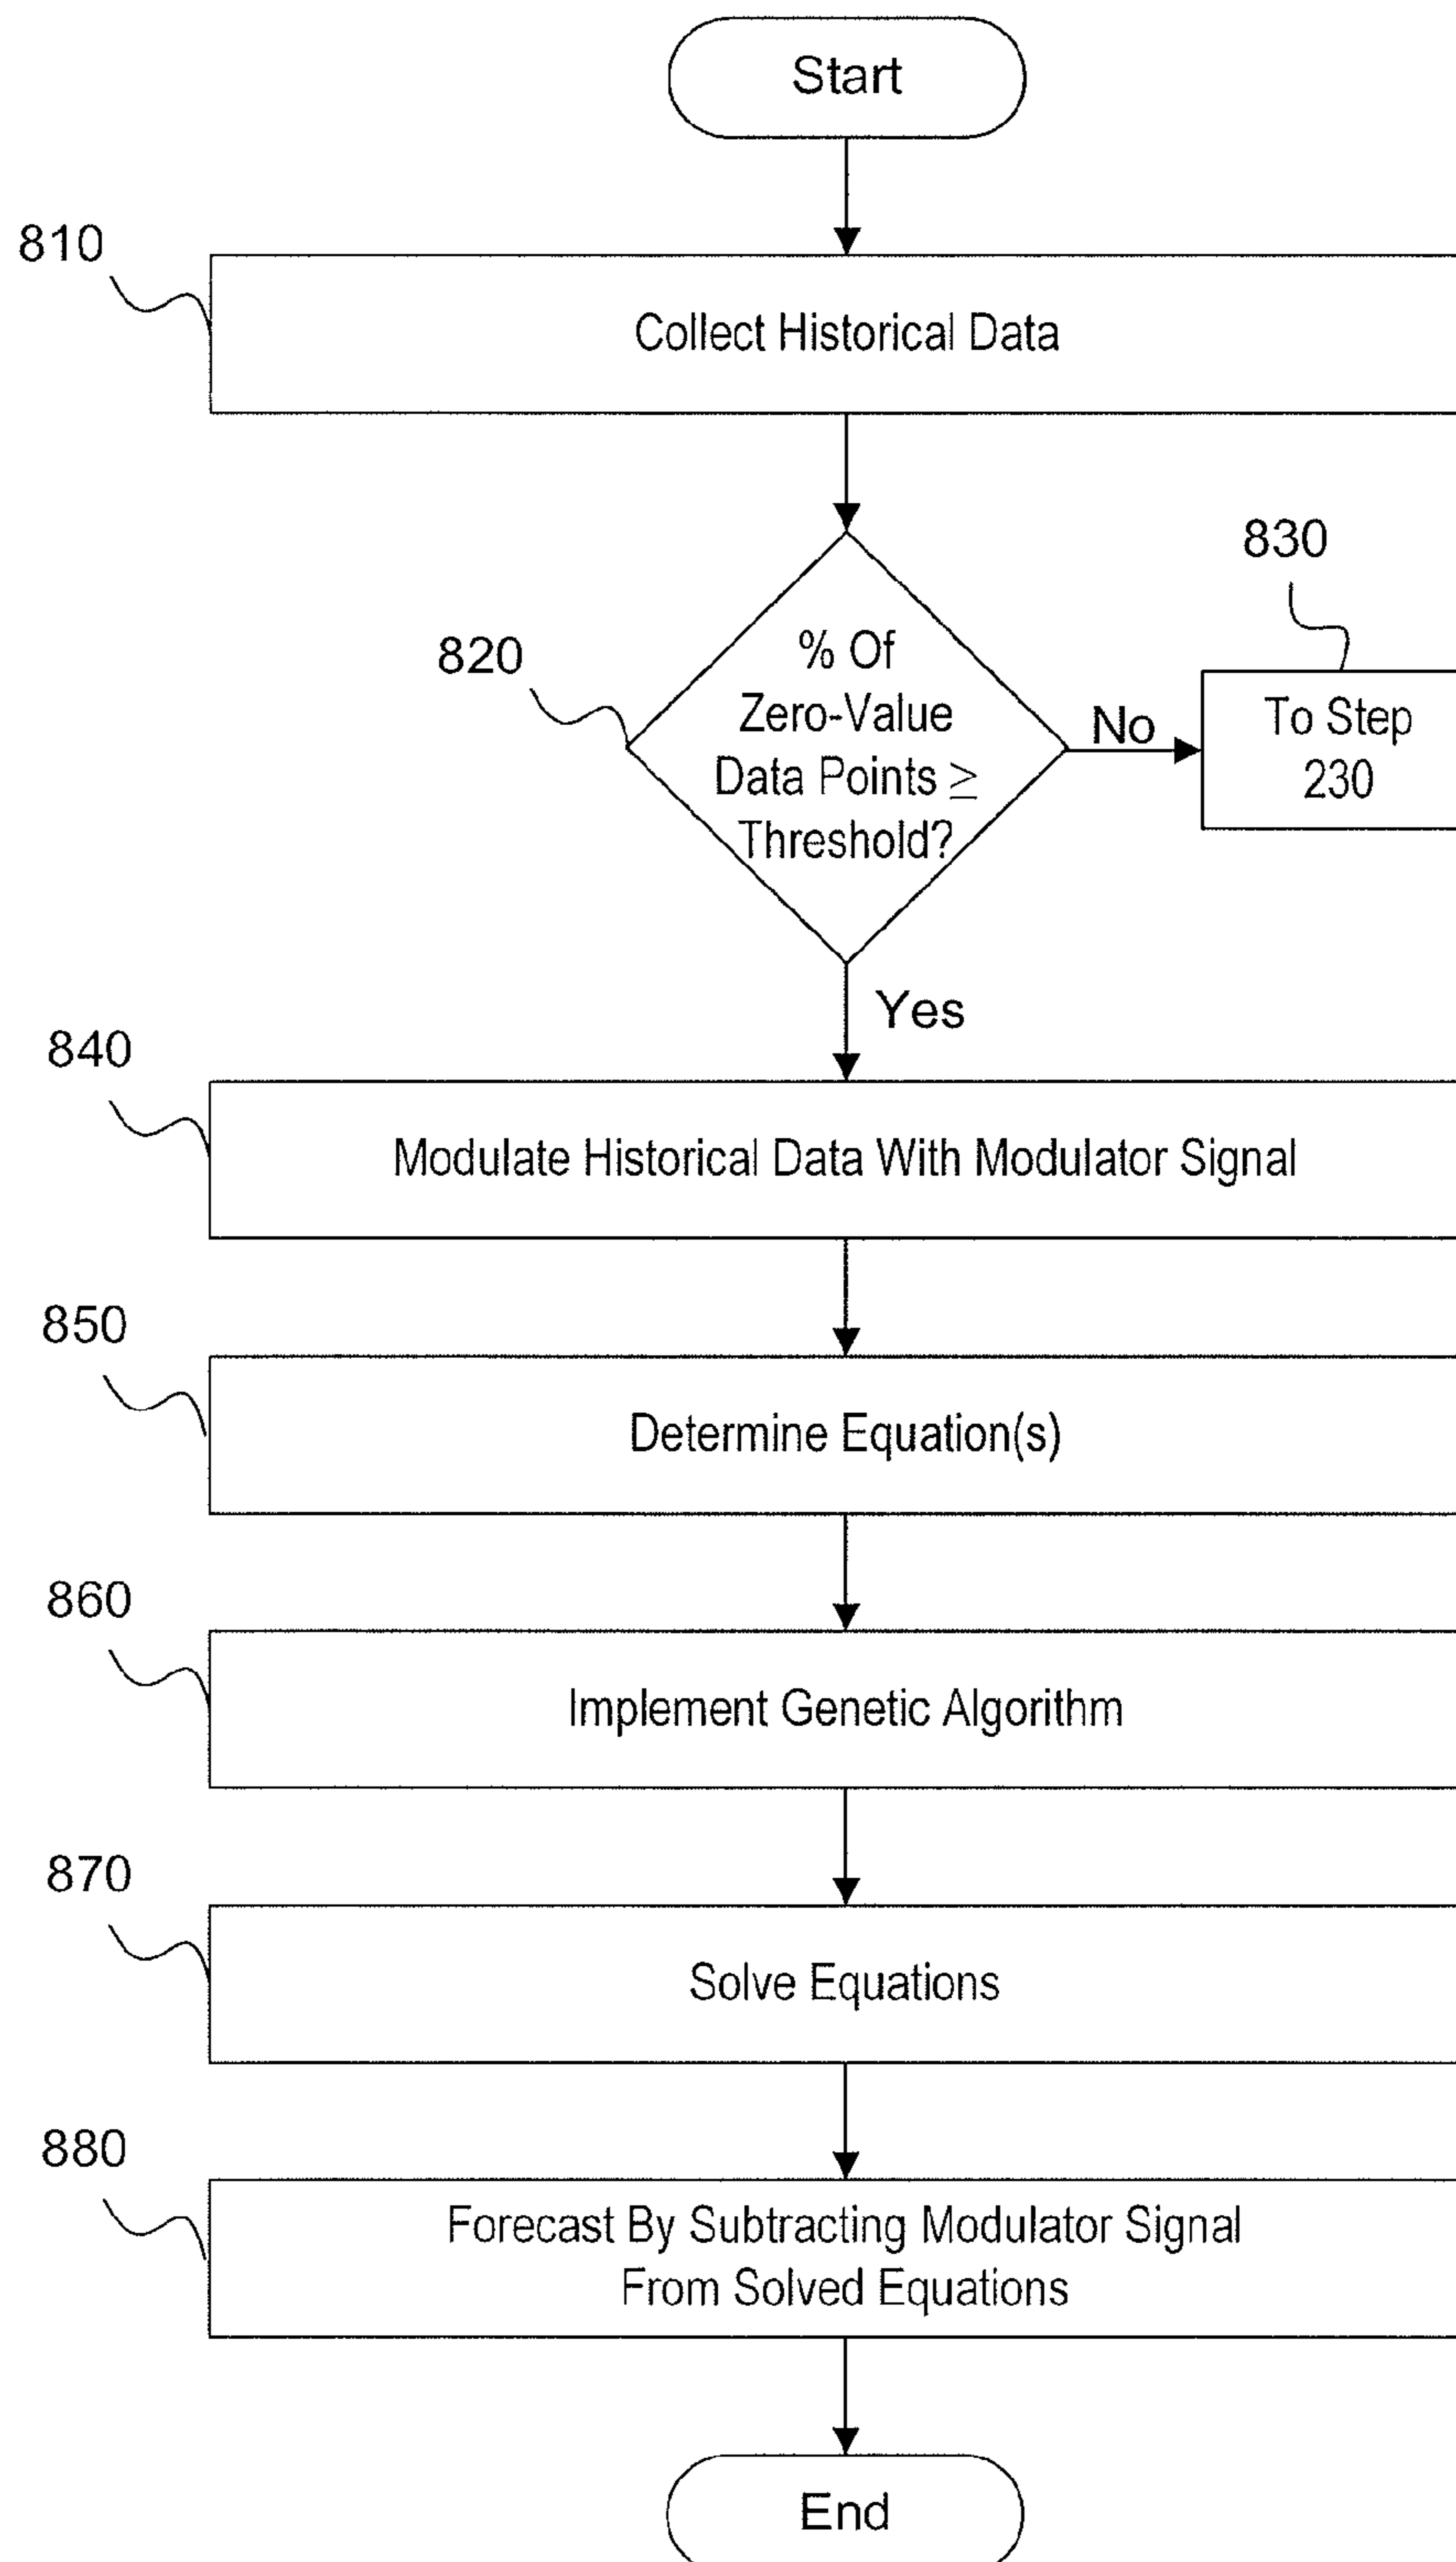 Start
810
Collect Historical Data
820
% Of
Zero-Value
Data Points ≥
Threshold?
No
830
To Step
230
Yes
840
Modulate Historical Data With Modulator Signal
850
Determine Equation(s)
860
Implement Genetic Algorithm
870
Solve Equations
880
Forecast By Subtracting Modulator Signal
From Solved Equations
End